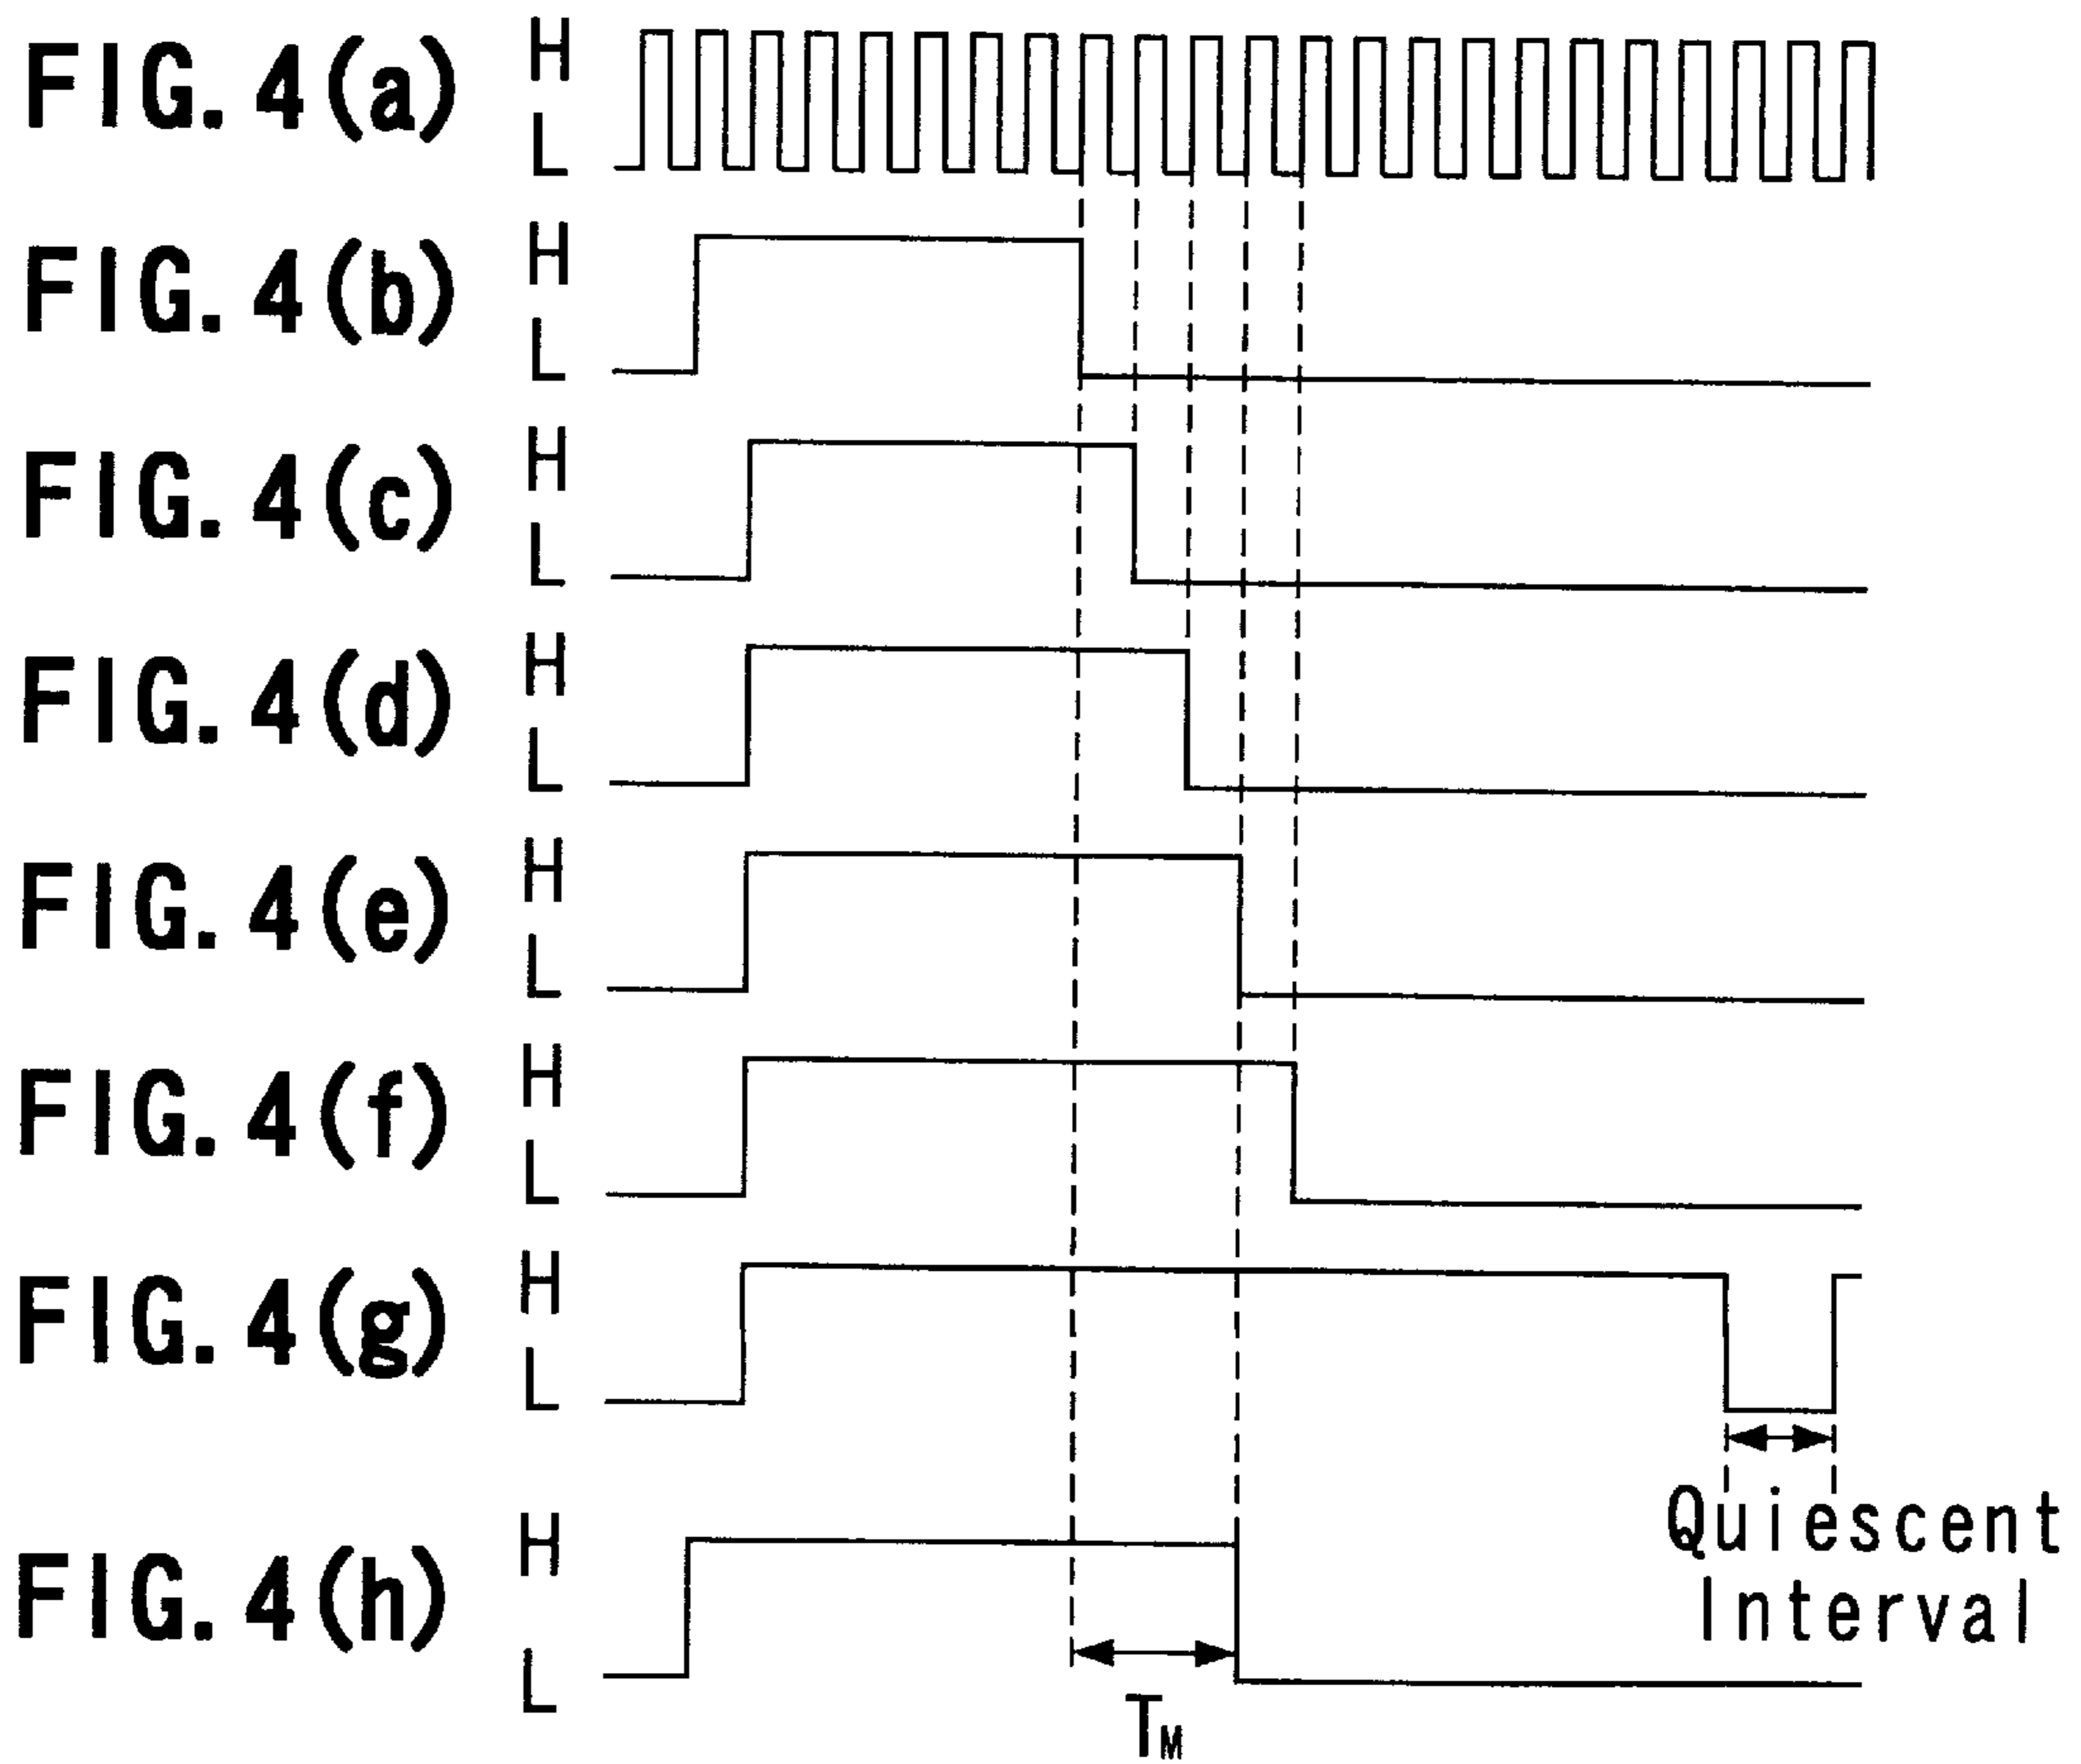 FIG. 4(a)
H
L
FIG. 4(b)
H
L
FIG. 4(c)
H
L
FIG. 4(d)
H
L
FIG. 4(e)
H
L
FIG. 4(f)
H
L
FIG. 4(g)
H
L
Quiescent
Interval
FIG. 4(h)
H
L
TM